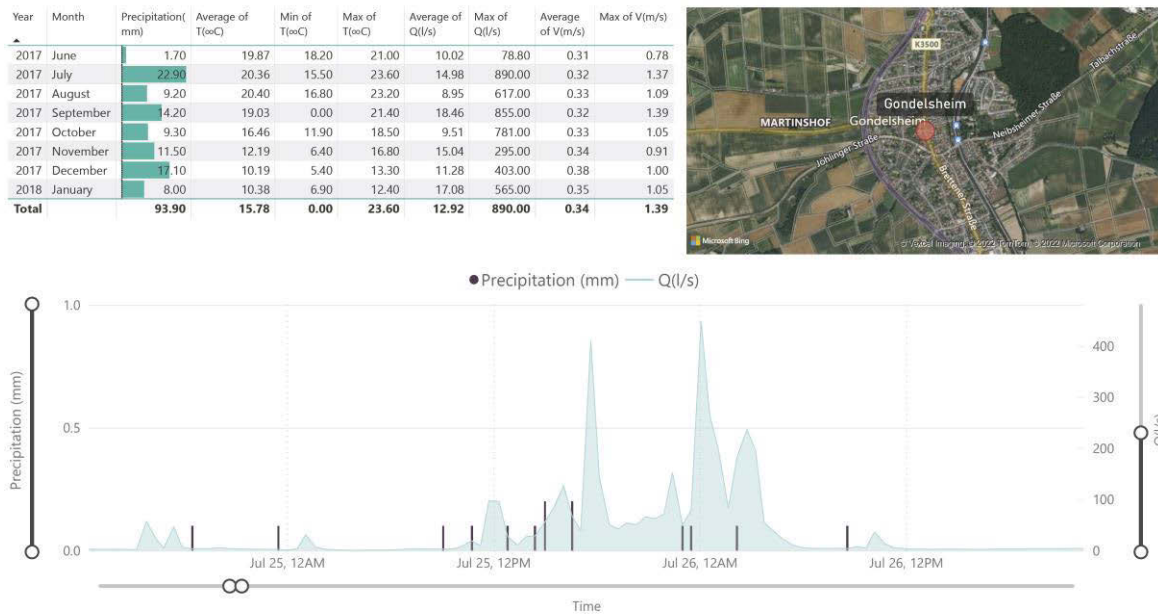 Year Month Precipitation( mm) Average of T(∞C) Min of T(∞C) Max of T(∞C) Average of Q(l/s) Max of Q(l/s) Average of V(m/s) Max of V(m/s)
2017 June 1.70 19.87 18.20 21.00 10.02 78.80 0.31 0.78
2017 July 22.90 20.36 15.50 23.60 14.98 890.00 0.32 1.37
2017 August 9.20 20.40 16.80 23.20 8.95 617.00 0.33 1.09
2017 September 14.20 19.03 0.00 21.40 18.46 855.00 0.32 1.39
2017 October 9.30 16.46 11.90 18.50 9.51 781.00 0.33 1.05
2017 November 11.50 12.19 6.40 16.80 15.04 295.00 0.34 0.91
2017 December 17.10 10.19 5.40 13.30 11.28 403.00 0.38 1.00
2018 January 8.00 10.38 6.90 12.40 17.08 565.00 0.35 1.05
Total 93.90 15.78 0.00 23.60 12.92 890.00 0.34 1.39
K3500
Talbachstraße
Gondelsheim
MARTINSHOF
Gondelsheim
Neibsheimer Straße
Jöhlinger Straße
Brettener Straße
Microsoft Bing
© Vexcel Imaging, © 2022 TomTom, © 2022 Microsoft Corporation
Precipitation (mm) Q(l/s)
1.0
400
300
0.5
200
100
0.0
0
Precipitation (mm)
Q(l/s)
Jul 25, 12AM Jul 25, 12PM Jul 26, 12AM Jul 26, 12PM
Time